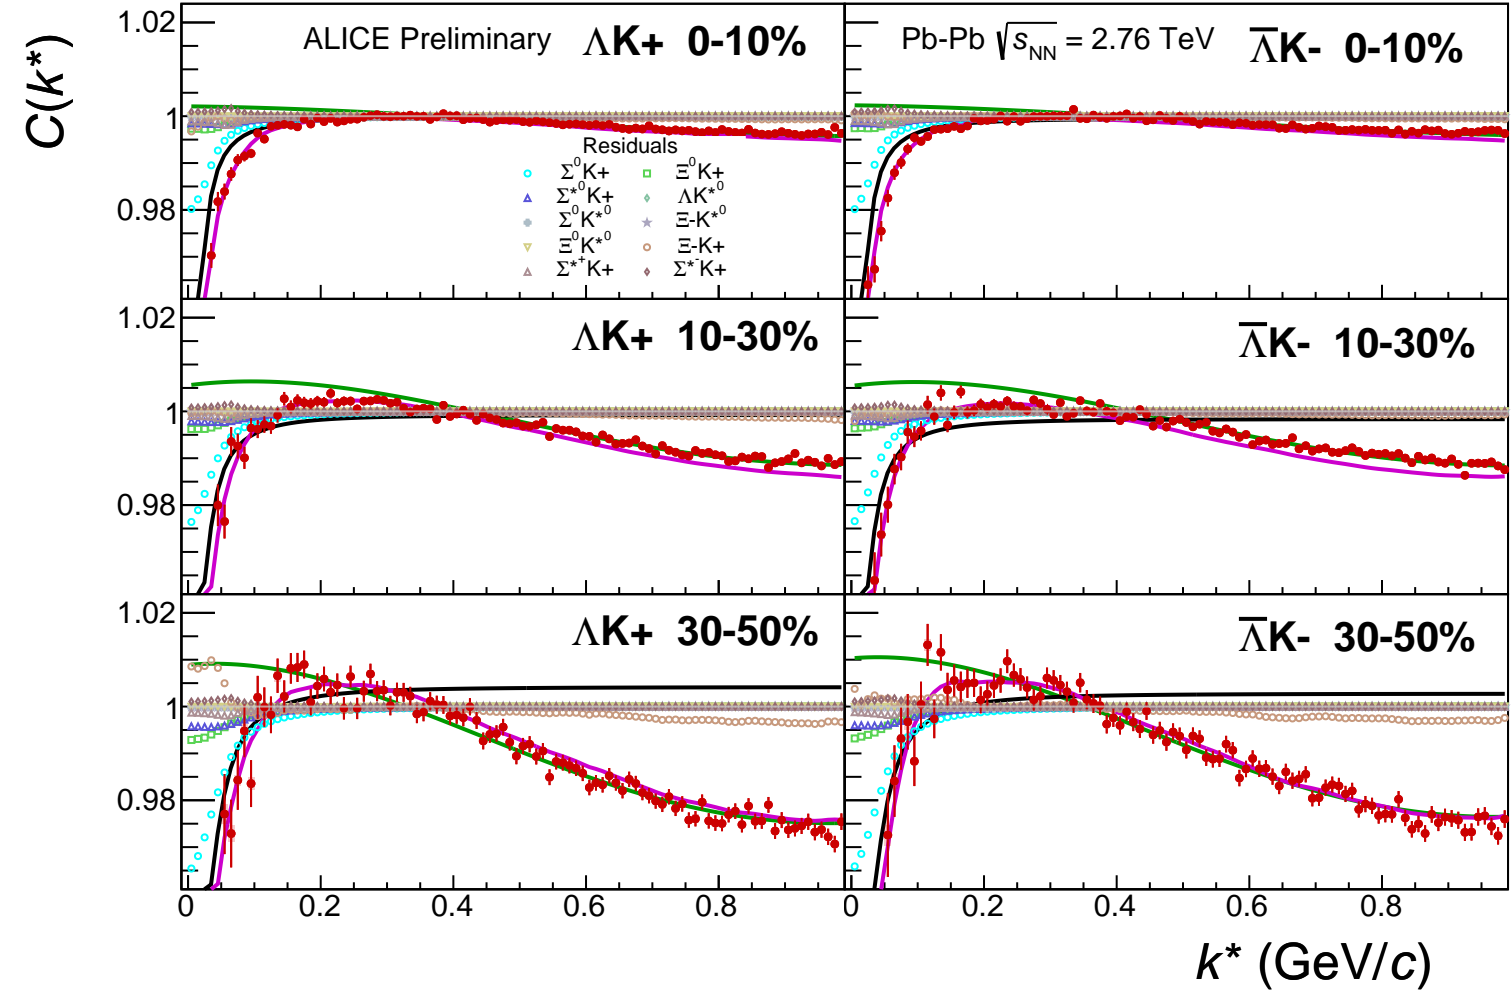 C(k*)
1.02
1
0.98
ALICE Preliminary ΛK+ 0-10%
Pb-Pb √s_NN = 2.76 TeV Λ̅K- 0-10%
Residuals
Σ⁰K+ Ξ⁰K+
Σ*⁰K+ ΛK*⁰
Σ⁰K*⁰ Ξ-K*⁰
Ξ⁰K*⁰ Ξ-K+
Σ*⁺K+ Σ*⁻K+
1.02
1
0.98
ΛK+ 10-30%
Λ̅K- 10-30%
1.02
1
0.98
ΛK+ 30-50%
Λ̅K- 30-50%
0 0.2 0.4 0.6 0.8
0 0.2 0.4 0.6 0.8
k* (GeV/c)